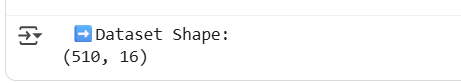 ➡️Dataset Shape:
(510, 16)